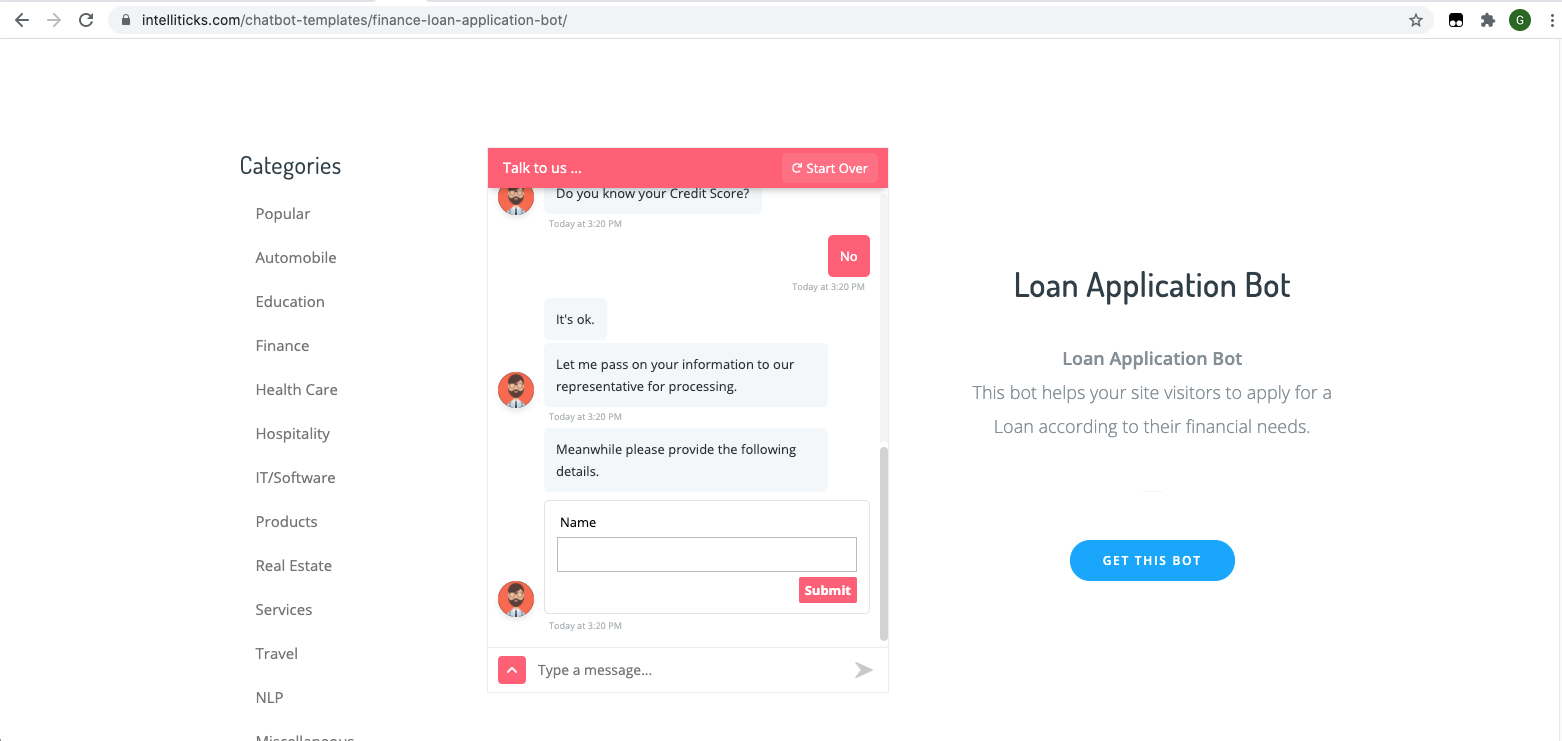 intelliticks.com/chatbot-templates/finance-loan-application-bot/
G
Categories
Popular
Automobile
Education
Finance
Health Care
Hospitality
IT/Software
Products
Real Estate
Services
Travel
NLP
Miscellaneous
Talk to us ...
Start Over
Do you know your Credit Score?
Today at 3:20 PM
No
Today at 3:20 PM
It's ok.
Let me pass on your information to our
representative for processing.
Today at 3:20 PM
Meanwhile please provide the following
details.
Name
Submit
Today at 3:20 PM
Type a message...
Loan Application Bot
Loan Application Bot
This bot helps your site visitors to apply for a
Loan according to their financial needs.
GET THIS BOT